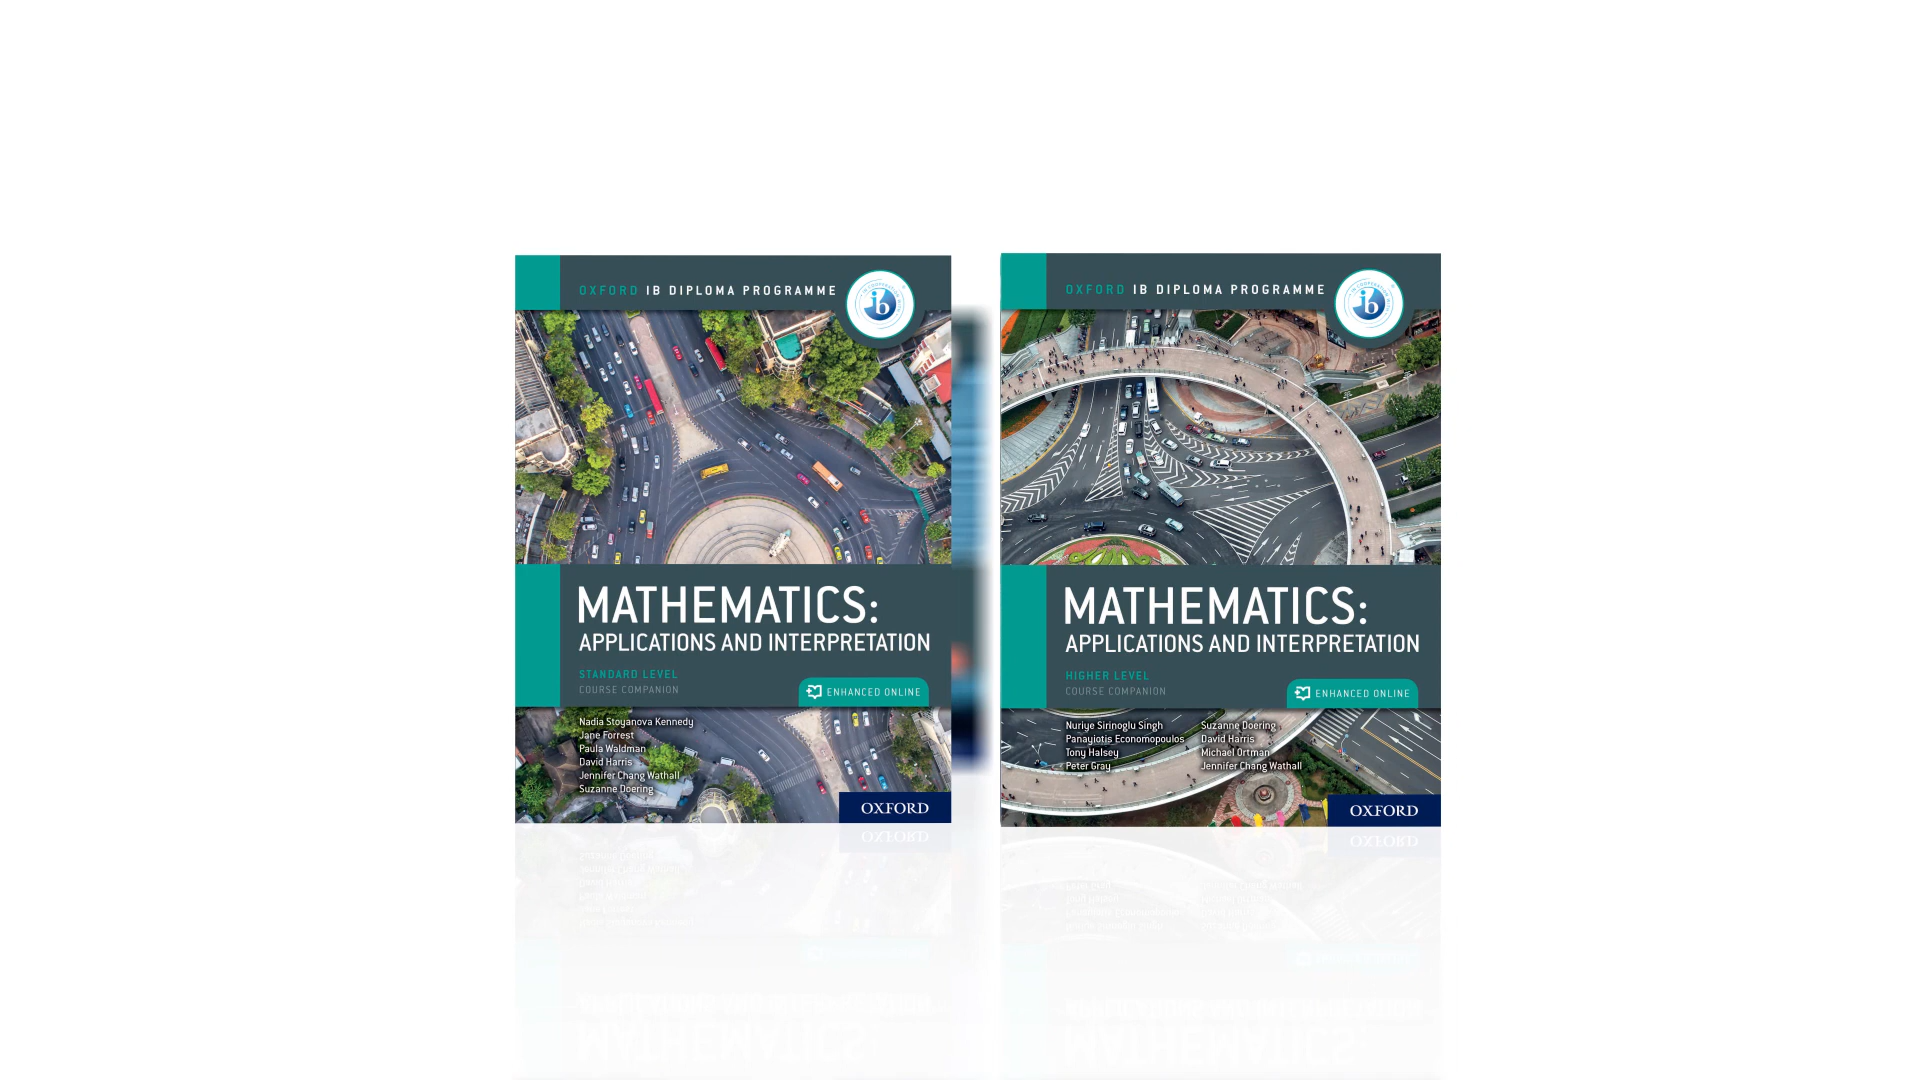 OXFORD IB DIPLOMA PROGRAMME
ib
MATHEMATICS:
APPLICATIONS AND INTERPRETATION
STANDARD LEVEL
COURSE COMPANION
ENHANCED ONLINE
Nadia Stoyanova Kennedy
Jane Forrest
Paula Waldman
David Harris
Jennifer Chang Wathall
Suzanne Doering
OXFORD
OXFORD IB DIPLOMA PROGRAMME
ib
MATHEMATICS:
APPLICATIONS AND INTERPRETATION
HIGHER LEVEL
COURSE COMPANION
ENHANCED ONLINE
Nuriye Sirinoglu Singh
Panayiotis Economopoulos
Tony Halsey
Peter Gray
Suzanne Doering
David Harris
Michael Ortman
Jennifer Chang Wathall
OXFORD